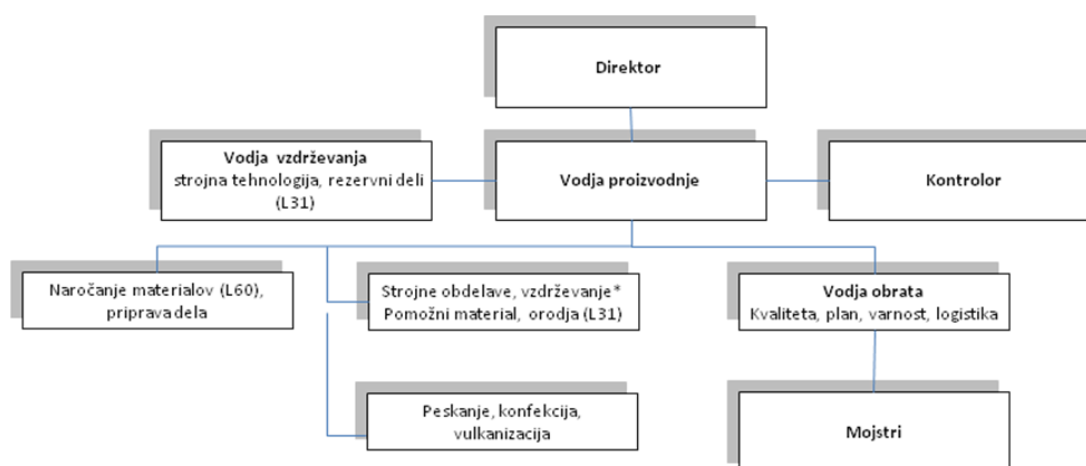 Direktor
Vodja vzdrževanja
strojna tehnologija, rezervni deli
(L31)
Vodja proizvodnje
Kontrolor
Naročanje materialov (L60),
priprava dela
Strojne obdelave, vzdrževanje*
Pomožni material, orodja (L31)
Vodja obrata
Kvaliteta, plan, varnost, logistika
Peskanje, konfekcija,
vulkanizacija
Mojstri